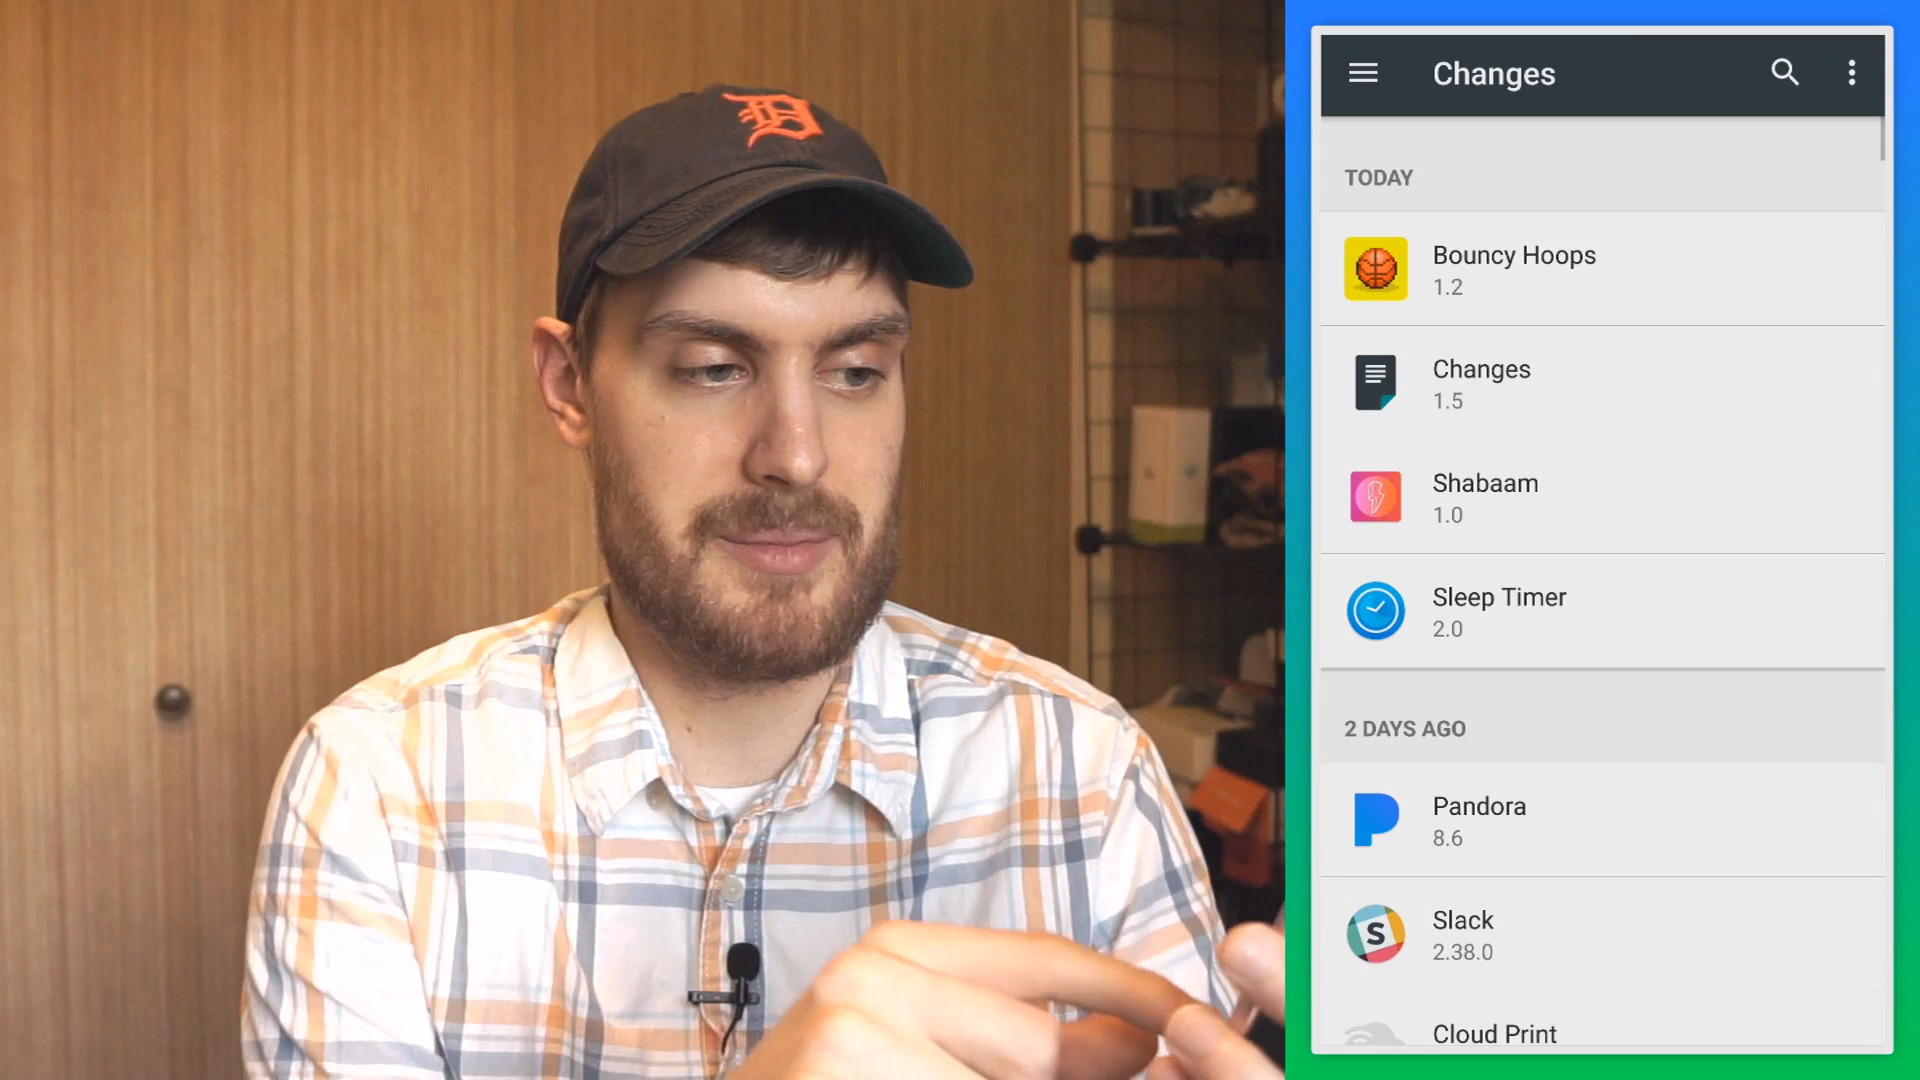 D
Changes
TODAY
Bouncy Hoops
1.2
Changes
1.5
Shabaam
1.0
Sleep Timer
2.0
2 DAYS AGO
Pandora
8.6
S
Slack
2.38.0
Cloud Print